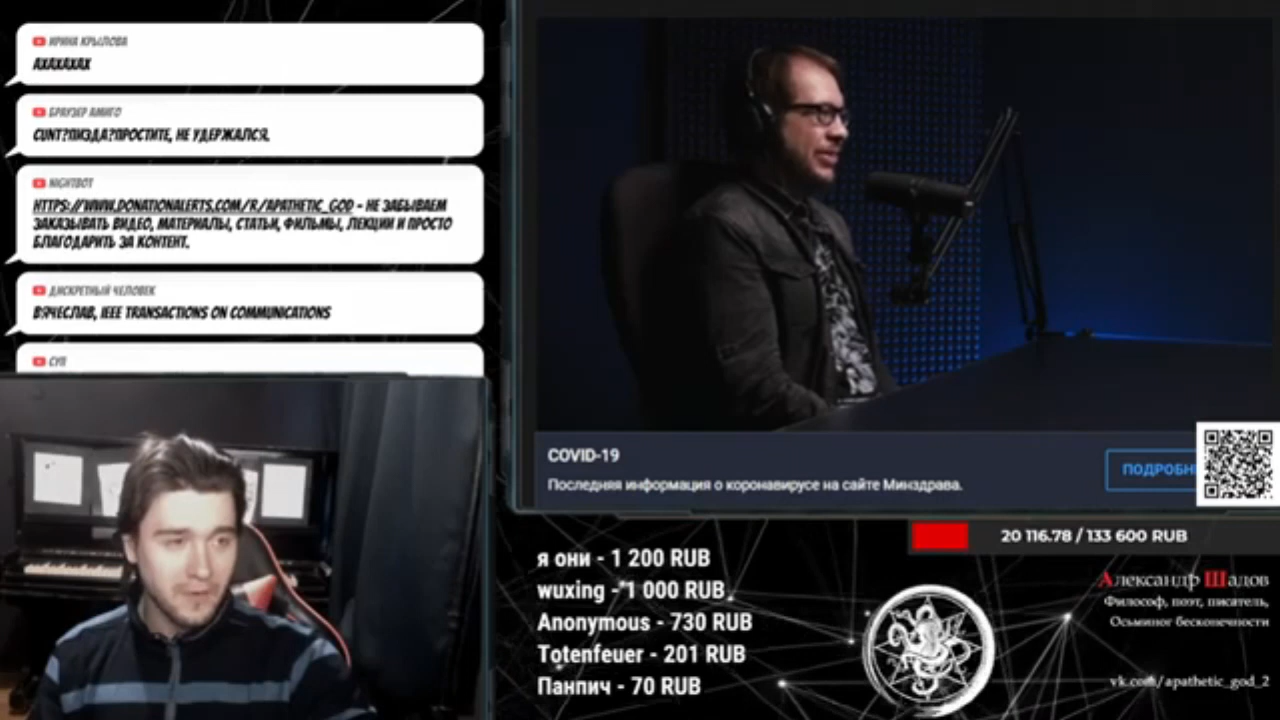 ИРИНА КРЫЛОВА
АХАХАХАХ
БРАУЗЕР АМИГО
CUNT?ПИЗДА?ПРОСТИТЕ, НЕ УДЕРЖАЛСЯ.
NIGHTBOT
HTTPS://WWW.DONATIONALERTS.COM/R/APATHETIC_GOD - НЕ ЗАБЫВАЕМ
ЗАКАЗЫВАТЬ ВИДЕО, МАТЕРИАЛЫ, СТАТЬИ, ФИЛЬМЫ, ЛЕКЦИИ И ПРОСТО
БЛАГОДАРИТЬ ЗА КОНТЕНТ.
ДИСКРЕТНЫЙ ЧЕЛОВЕК
ВЯЧЕСЛАВ, IEEE TRANSACTIONS ON COMMUNICATIONS
СУП
COVID-19
Последняя информация о коронавирусе на сайте Минздрава.
ПОДРОБН
20 116.78 / 133 600 RUB
я они - 1 200 RUB
wuxing - 1 000 RUB
Anonymous - 730 RUB
Totenfeuer - 201 RUB
Панпич - 70 RUB
Александр Шадов
Философ, поэт, писатель,
Осьминог бесконечности
vk.com/apathetic_god_2